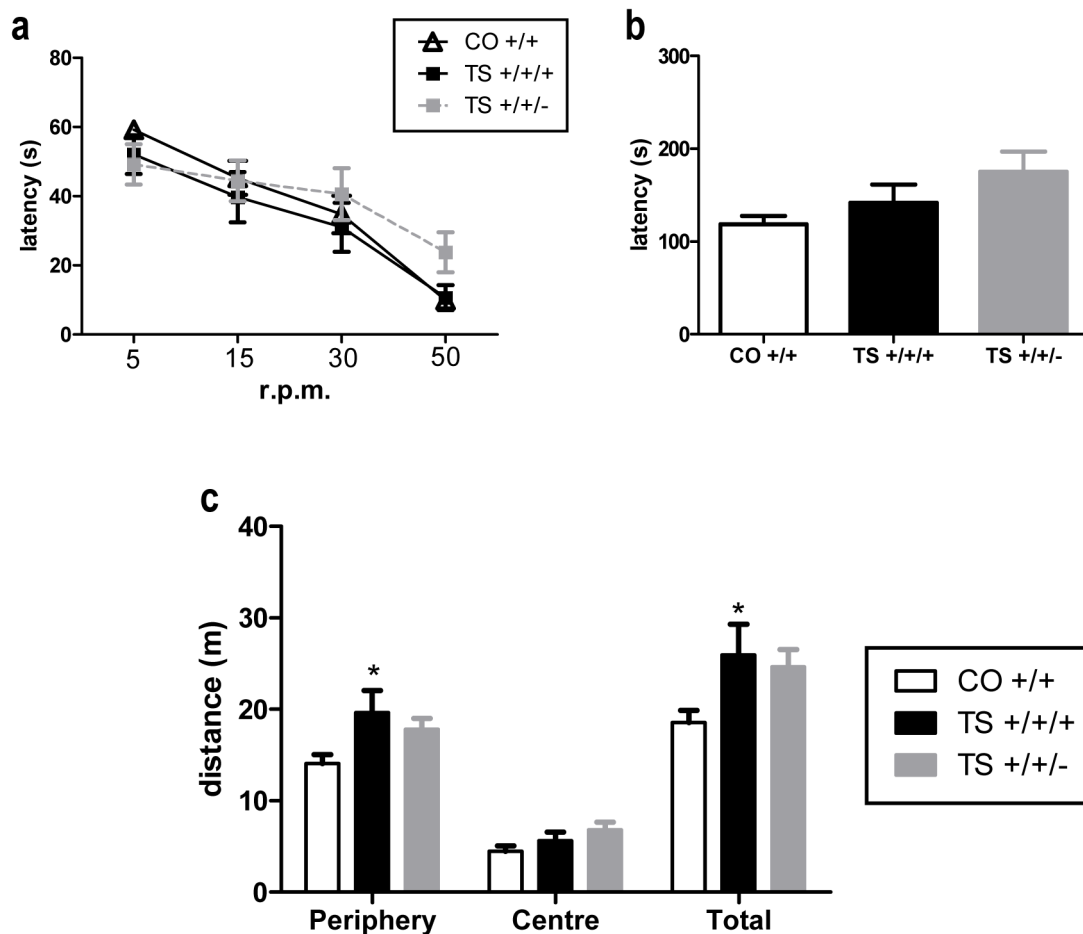 a
80
60
40
20
0
latency (s)
5 15 30 50
r.p.m.
CO +/+
TS +/+/+
TS +/+/-
b
300
200
100
0
latency (s)
CO +/+ TS +/+/+ TS +/+/-
c
40
30
20
10
0
distance (m)
* *
Periphery Centre Total
CO +/+
TS +/+/+
TS +/+/-